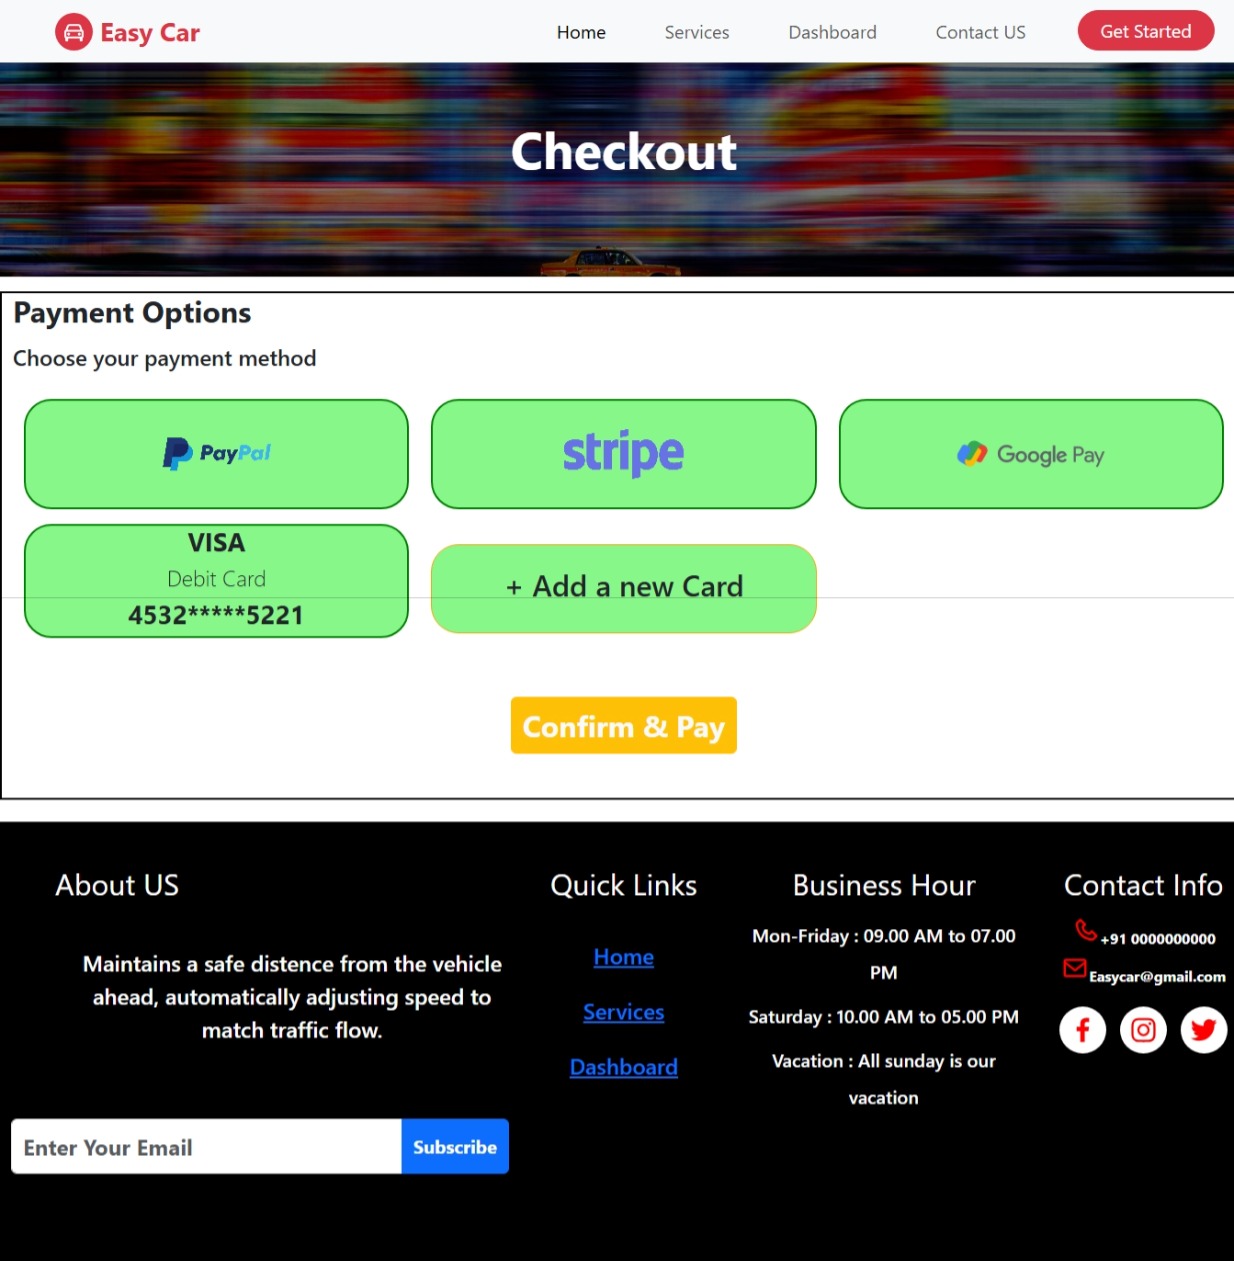 Easy Car
Home
Services
Dashboard
Contact US
Get Started
Checkout
Payment Options
Choose your payment method
PayPal
stripe
Google Pay
VISA
Debit Card
4532*****5221
+ Add a new Card
Confirm & Pay
About US
Maintains a safe distence from the vehicle
ahead, automatically adjusting speed to
match traffic flow.
Enter Your Email
Subscribe
Quick Links
Home
Services
Dashboard
Business Hour
Mon-Friday : 09.00 AM to 07.00
PM
Saturday : 10.00 AM to 05.00 PM
Vacation : All sunday is our
vacation
Contact Info
+91 0000000000
Easycar@gmail.com